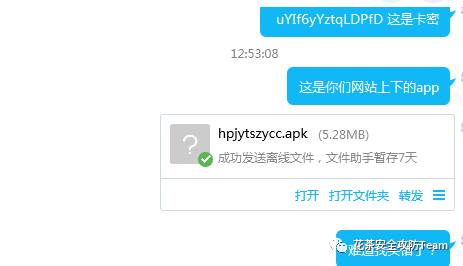 uYIf6yYztqLDPfD 这是卡密
12:53:08
这是你们网站上下的app
hpjytszycc.apk (5.28MB)
成功发送离线文件，文件助手暂存7天
打开 打开文件夹 转发
难道我买错了？
花茶安全攻防Team